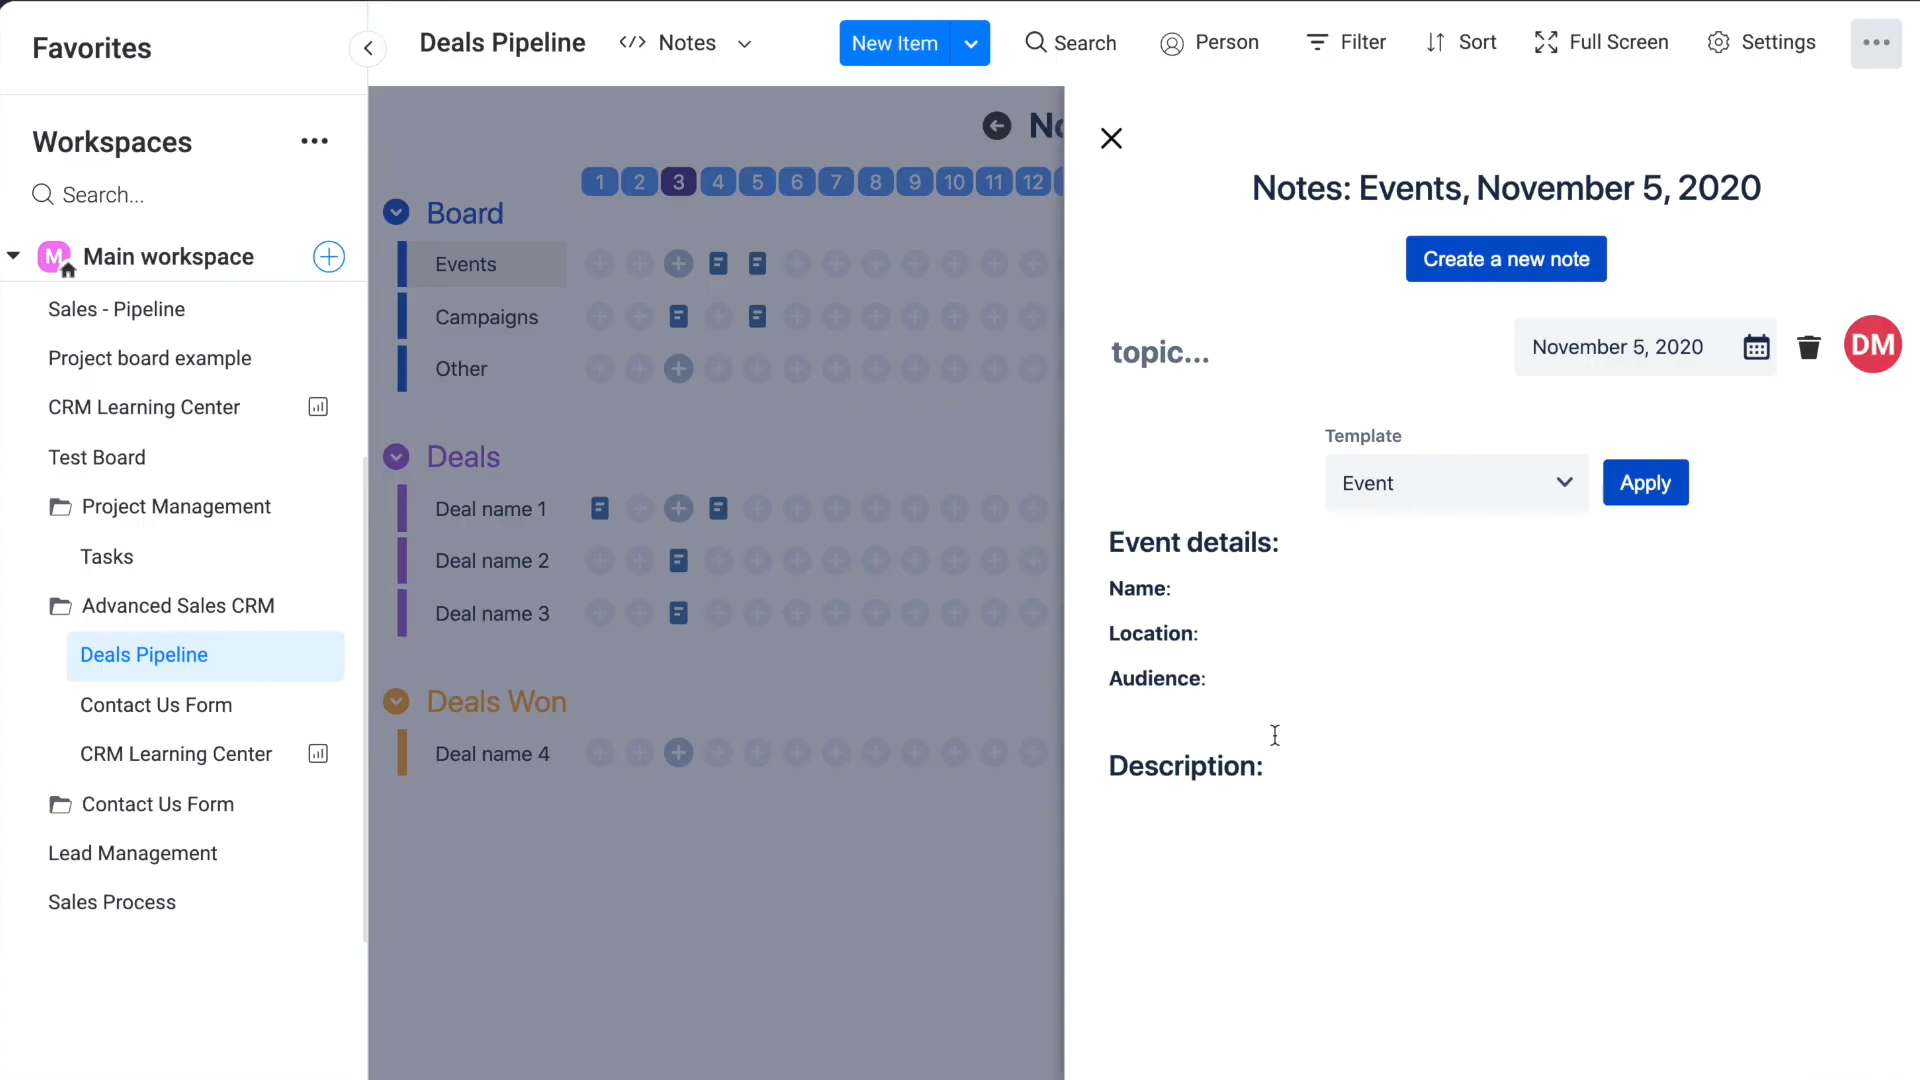 Favorites
Workspaces
Search...
M
Main workspace
Sales - Pipeline
Project board example
CRM Learning Center
Test Board
Project Management
Tasks
Advanced Sales CRM
Deals Pipeline
Contact Us Form
CRM Learning Center
Contact Us Form
Lead Management
Sales Process
Deals Pipeline
Notes
New Item
Search
Person
Filter
Sort
Full Screen
Settings
No
1 2 3 4 5 6 7 8 9 10 11 12
Board
Events
Campaigns
Other
Deals
Deal name 1
Deal name 2
Deal name 3
Deals Won
Deal name 4
Notes: Events, November 5, 2020
Create a new note
topic...
November 5, 2020
DM
Template
Event
Apply
Event details:
Name:
Location:
Audience:
Description: